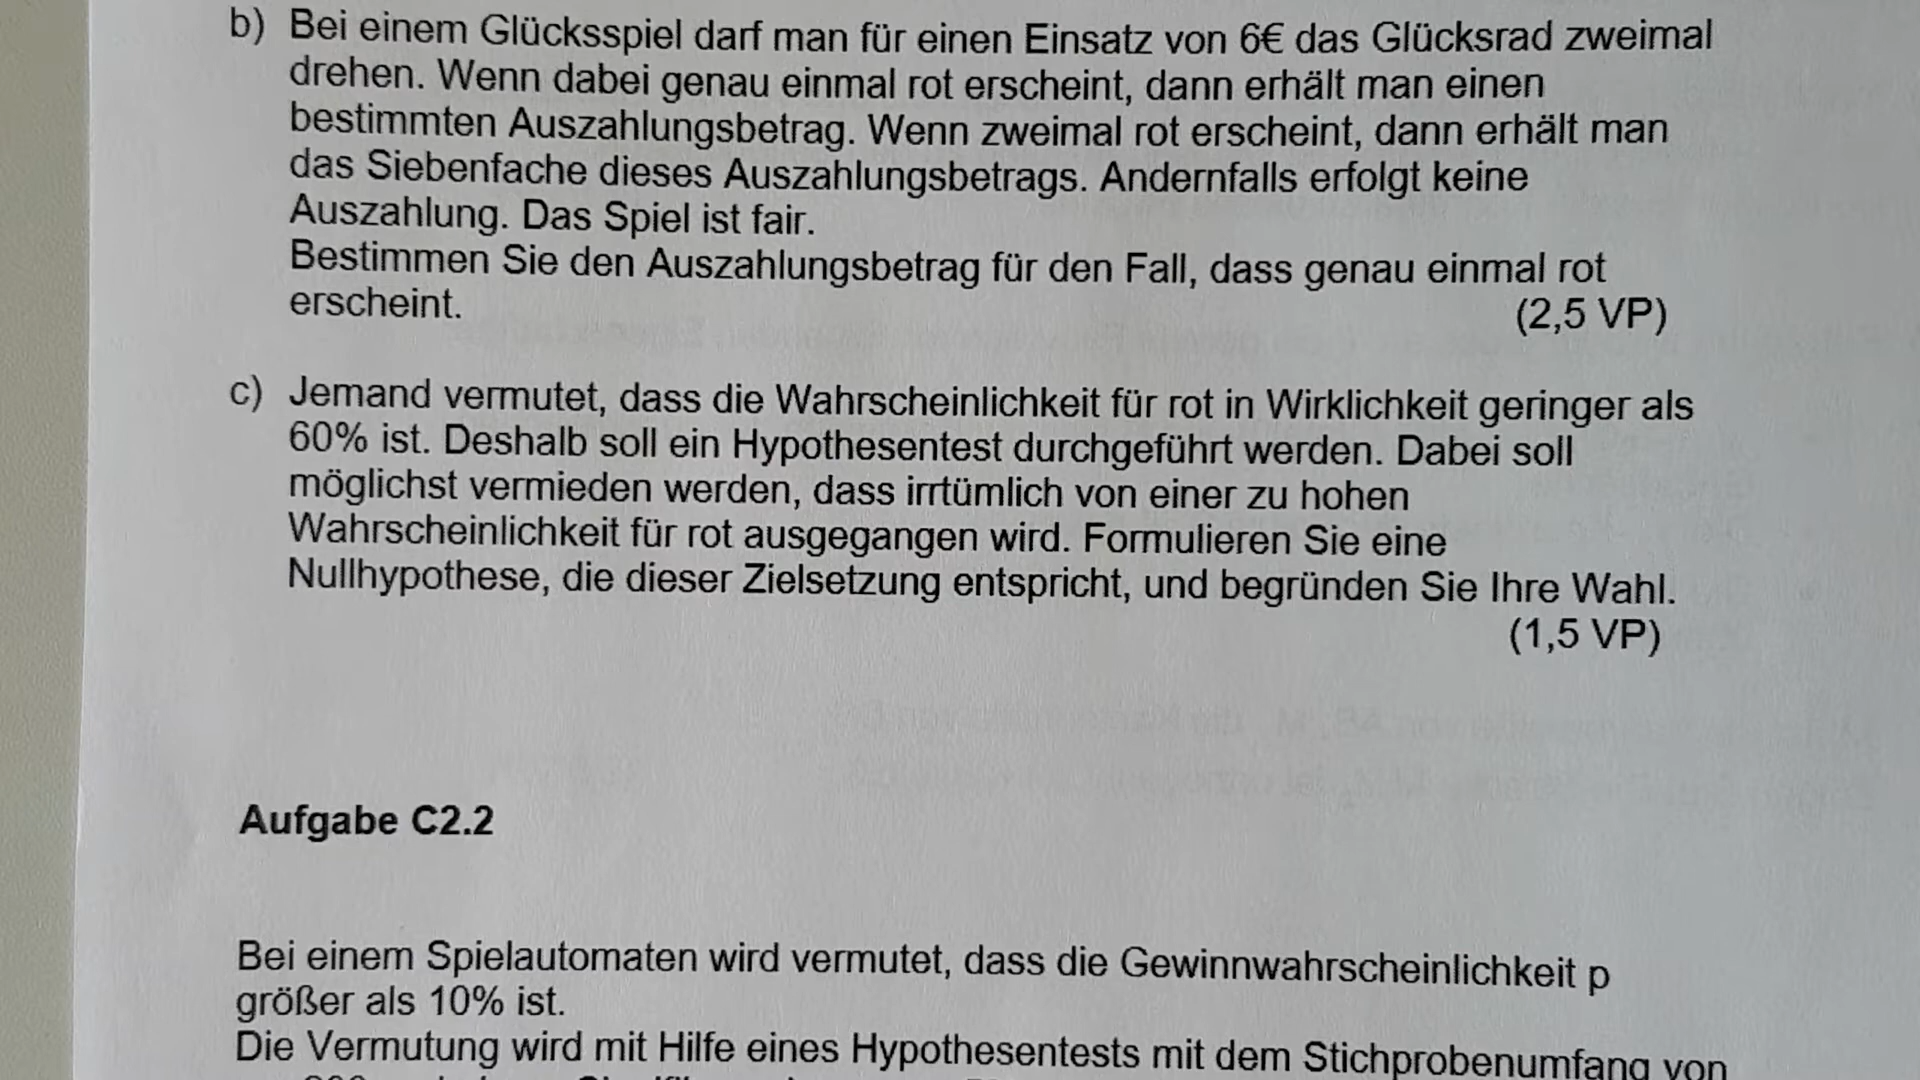 b) Bei einem Glücksspiel darf man für einen Einsatz von 6€ das Glücksrad zweimal
drehen. Wenn dabei genau einmal rot erscheint, dann erhält man einen
bestimmten Auszahlungsbetrag. Wenn zweimal rot erscheint, dann erhält man
das Siebenfache dieses Auszahlungsbetrags. Andernfalls erfolgt keine
Auszahlung. Das Spiel ist fair.
Bestimmen Sie den Auszahlungsbetrag für den Fall, dass genau einmal rot
erscheint. (2,5 VP)
c) Jemand vermutet, dass die Wahrscheinlichkeit für rot in Wirklichkeit geringer als
60% ist. Deshalb soll ein Hypothesentest durchgeführt werden. Dabei soll
möglichst vermieden werden, dass irrtümlich von einer zu hohen
Wahrscheinlichkeit für rot ausgegangen wird. Formulieren Sie eine
Nullhypothese, die dieser Zielsetzung entspricht, und begründen Sie Ihre Wahl.
(1,5 VP)
Aufgabe C2.2
Bei einem Spielautomaten wird vermutet, dass die Gewinnwahrscheinlichkeit p
größer als 10% ist.
Die Vermutung wird mit Hilfe eines Hypothesentests mit dem Stichprobenumfang von